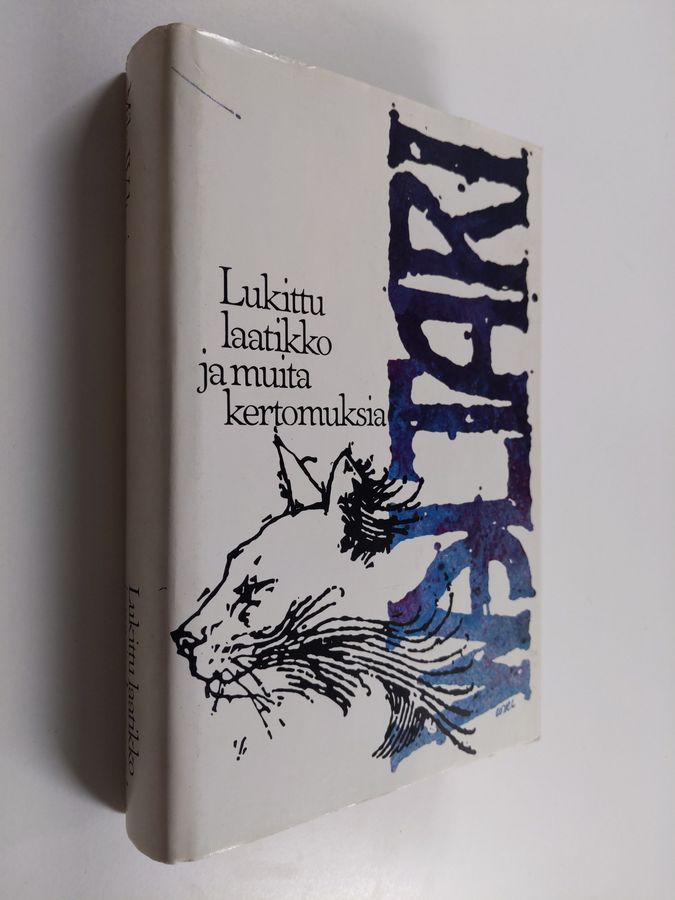 Lukittu
laatikko
ja muita
kertomuksia
WALTARI
Lukittu laatikko